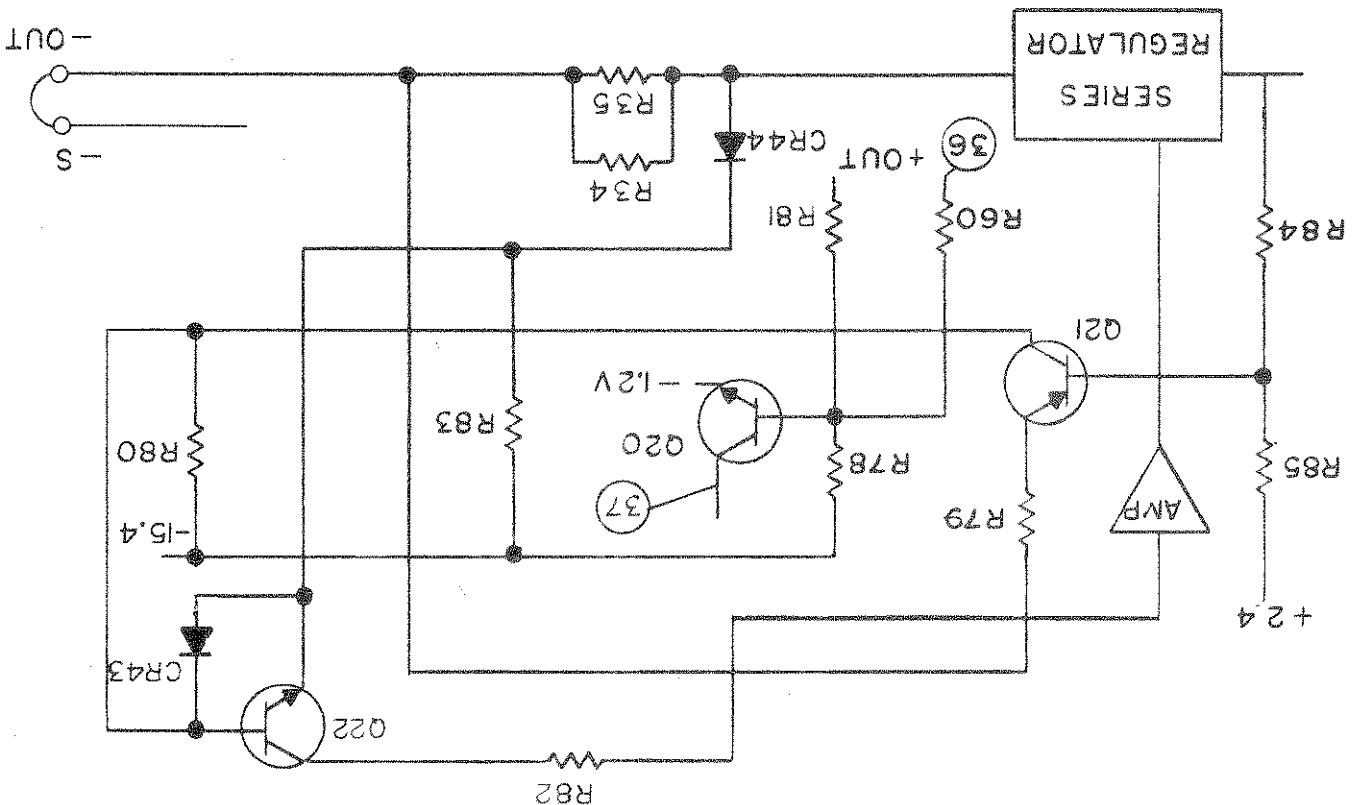 R82
Q22
CR43
+2.4
-15.4
R79
AMP
37
R85
R78
R80
Q20
R83
-1.2V
Q21
R84
R60
R81
R34
+OUT
-S
36
CR44
R35
SERIES
REGULATOR
-OUT